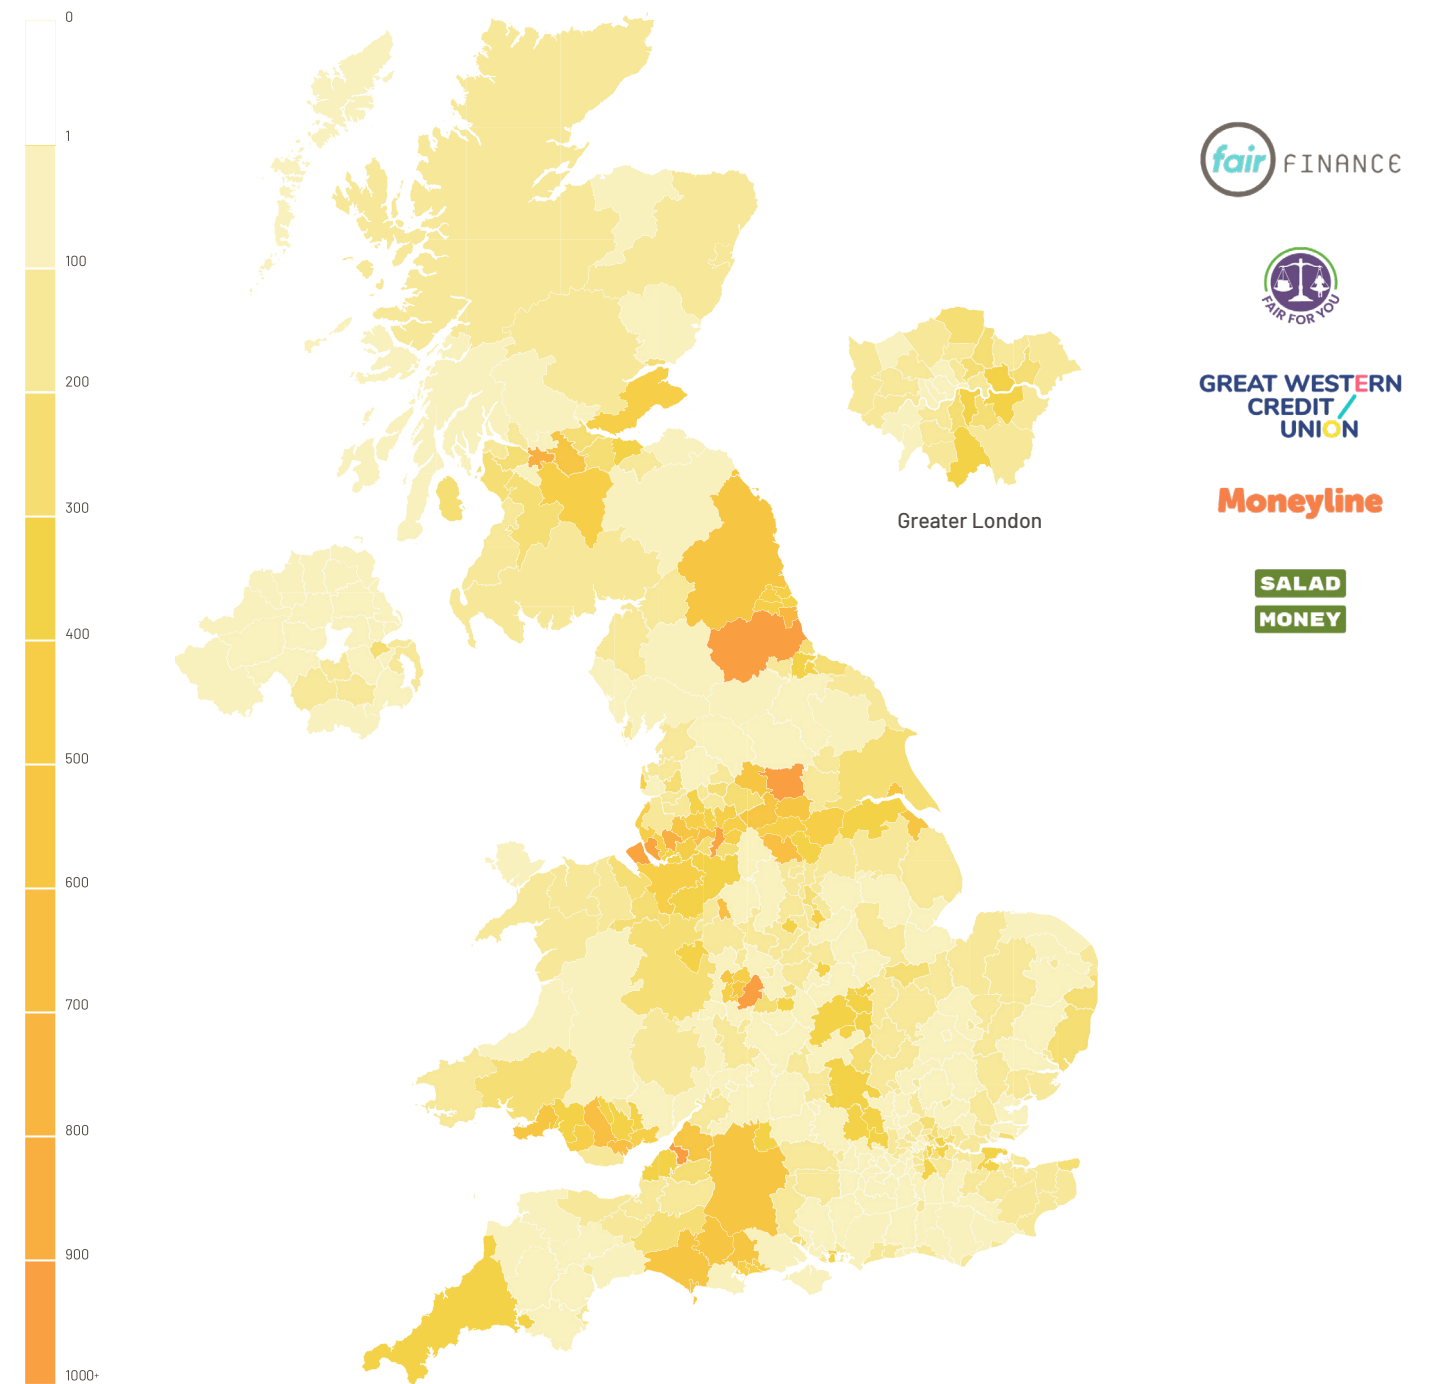 0
1
100
200
300
400
500
600
700
800
900
1000+
Greater London
fair FINANCE
FAIR FOR YOU
GREAT WESTERN
CREDIT
UNION
Moneyline
SALAD
MONEY